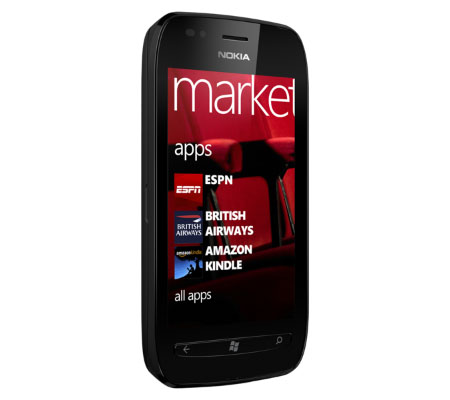 NOKIA
market
apps
ESPN
ESPN
BRITISH
AIRWAYS
BRITISH
AIRWAYS
amazonkindle
AMAZON
KINDLE
all apps